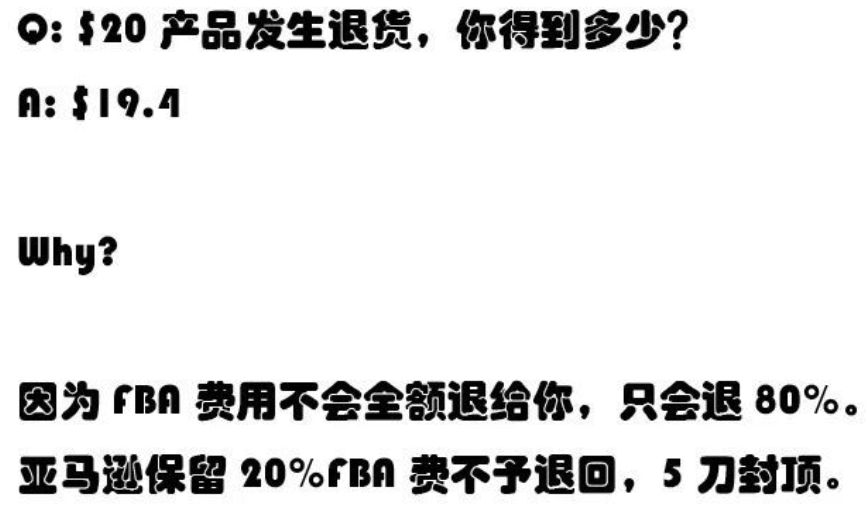 Q: $20 产品发生退货，你得到多少?
A: $19.4
Why?
因为 FBA 费用不会全额退给你，只会退 80%。
亚马逊保留 20%FBA 费不予退回，5 刀封顶。